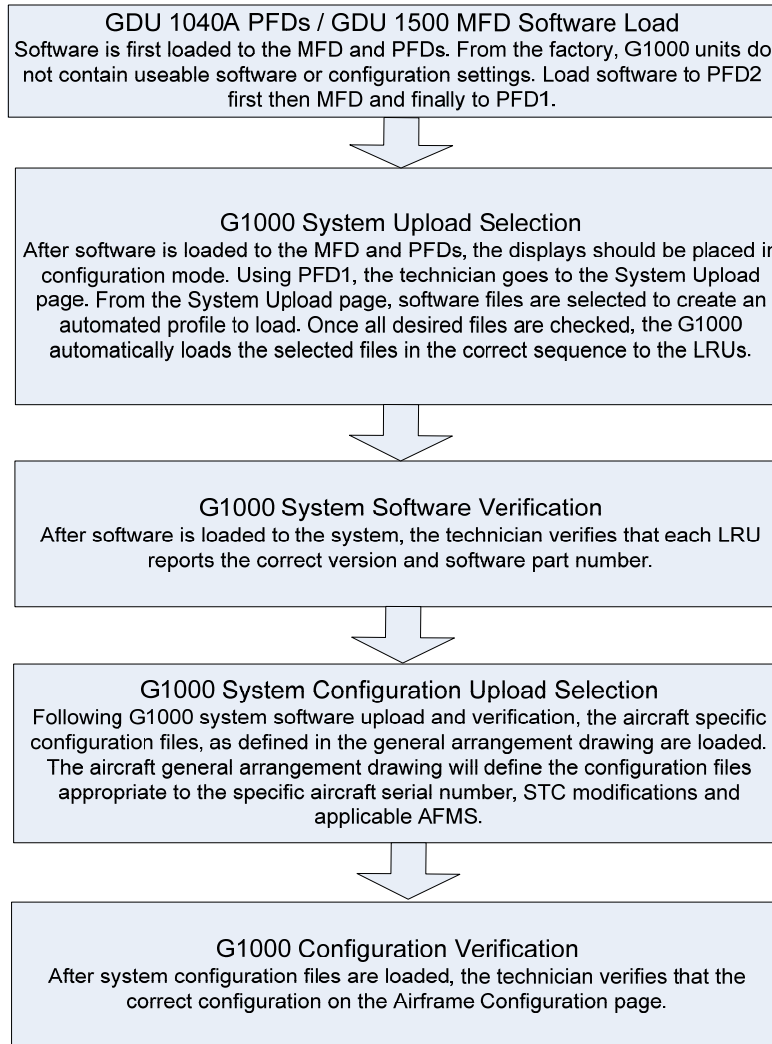 GDU 1040A PFDs / GDU 1500 MFD Software Load
Software is first loaded to the MFD and PFDs. From the factory, G1000 units do
not contain useable software or configuration settings. Load software to PFD2
first then MFD and finally to PFD1.
G1000 System Upload Selection
After software is loaded to the MFD and PFDs, the displays should be placed in
configuration mode. Using PFD1, the technician goes to the System Upload
page. From the System Upload page, software files are selected to create an
automated profile to load. Once all desired files are checked, the G1000
automatically loads the selected files in the correct sequence to the LRUs.
G1000 System Software Verification
After software is loaded to the system, the technician verifies that each LRU
reports the correct version and software part number.
G1000 System Configuration Upload Selection
Following G1000 system software upload and verification, the aircraft specific
configuration files, as defined in the general arrangement drawing are loaded.
The aircraft general arrangement drawing will define the configuration files
appropriate to the specific aircraft serial number, STC modifications and
applicable AFMS.
G1000 Configuration Verification
After system configuration files are loaded, the technician verifies that the
correct configuration on the Airframe Configuration page.